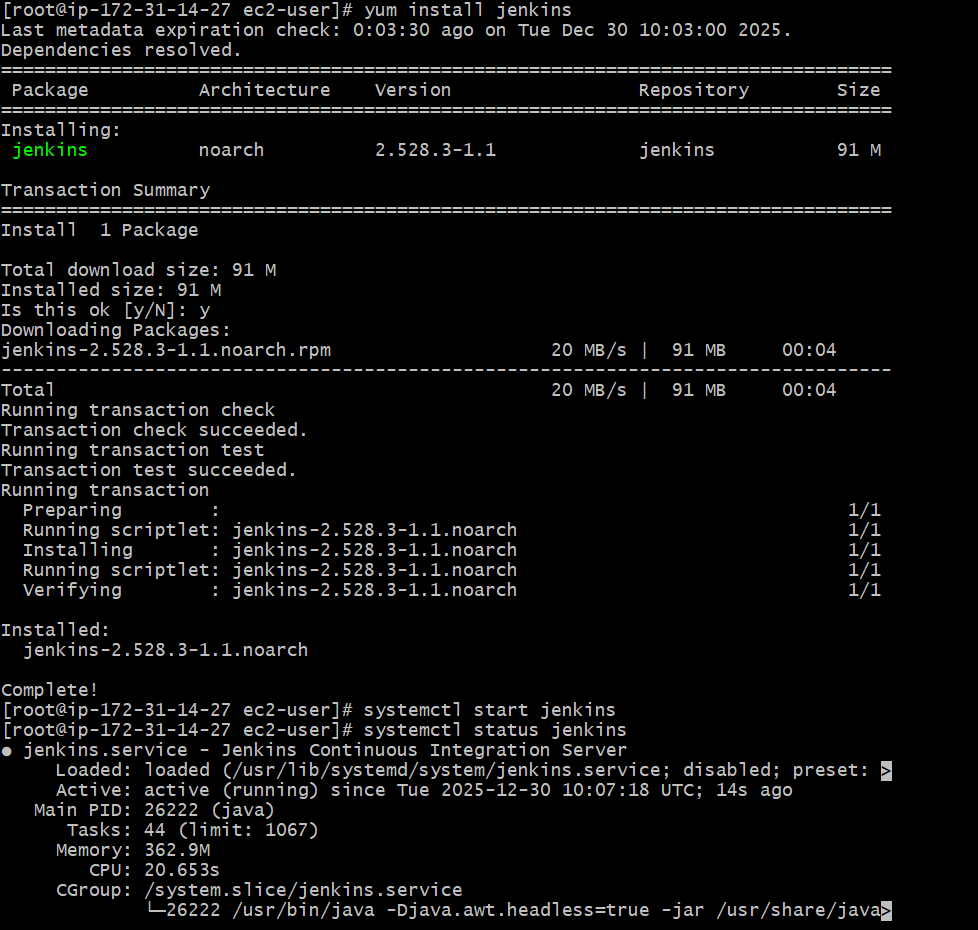 [root@ip-172-31-14-27 ec2-user]# yum install jenkins
Last metadata expiration check: 0:03:30 ago on Tue Dec 30 10:03:00 2025.
Dependencies resolved.
=================================================================================
 Package          Architecture    Version                 Repository        Size
=================================================================================
Installing:
 jenkins          noarch          2.528.3-1.1             jenkins           91 M

Transaction Summary
=================================================================================
Install  1 Package

Total download size: 91 M
Installed size: 91 M
Is this ok [y/N]: y
Downloading Packages:
jenkins-2.528.3-1.1.noarch.rpm                    20 MB/s |  91 MB     00:04
---------------------------------------------------------------------------------
Total                                             20 MB/s |  91 MB     00:04
Running transaction check
Transaction check succeeded.
Running transaction test
Transaction test succeeded.
Running transaction
  Preparing        :                                                         1/1
  Running scriptlet: jenkins-2.528.3-1.1.noarch                              1/1
  Installing       : jenkins-2.528.3-1.1.noarch                              1/1
  Running scriptlet: jenkins-2.528.3-1.1.noarch                              1/1
  Verifying        : jenkins-2.528.3-1.1.noarch                              1/1

Installed:
  jenkins-2.528.3-1.1.noarch

Complete!
[root@ip-172-31-14-27 ec2-user]# systemctl start jenkins
[root@ip-172-31-14-27 ec2-user]# systemctl status jenkins
● jenkins.service - Jenkins Continuous Integration Server
     Loaded: loaded (/usr/lib/systemd/system/jenkins.service; disabled; preset: >
     Active: active (running) since Tue 2025-12-30 10:07:18 UTC; 14s ago
   Main PID: 26222 (java)
      Tasks: 44 (limit: 1067)
     Memory: 362.9M
        CPU: 20.653s
     CGroup: /system.slice/jenkins.service
             └─26222 /usr/bin/java -Djava.awt.headless=true -jar /usr/share/java>